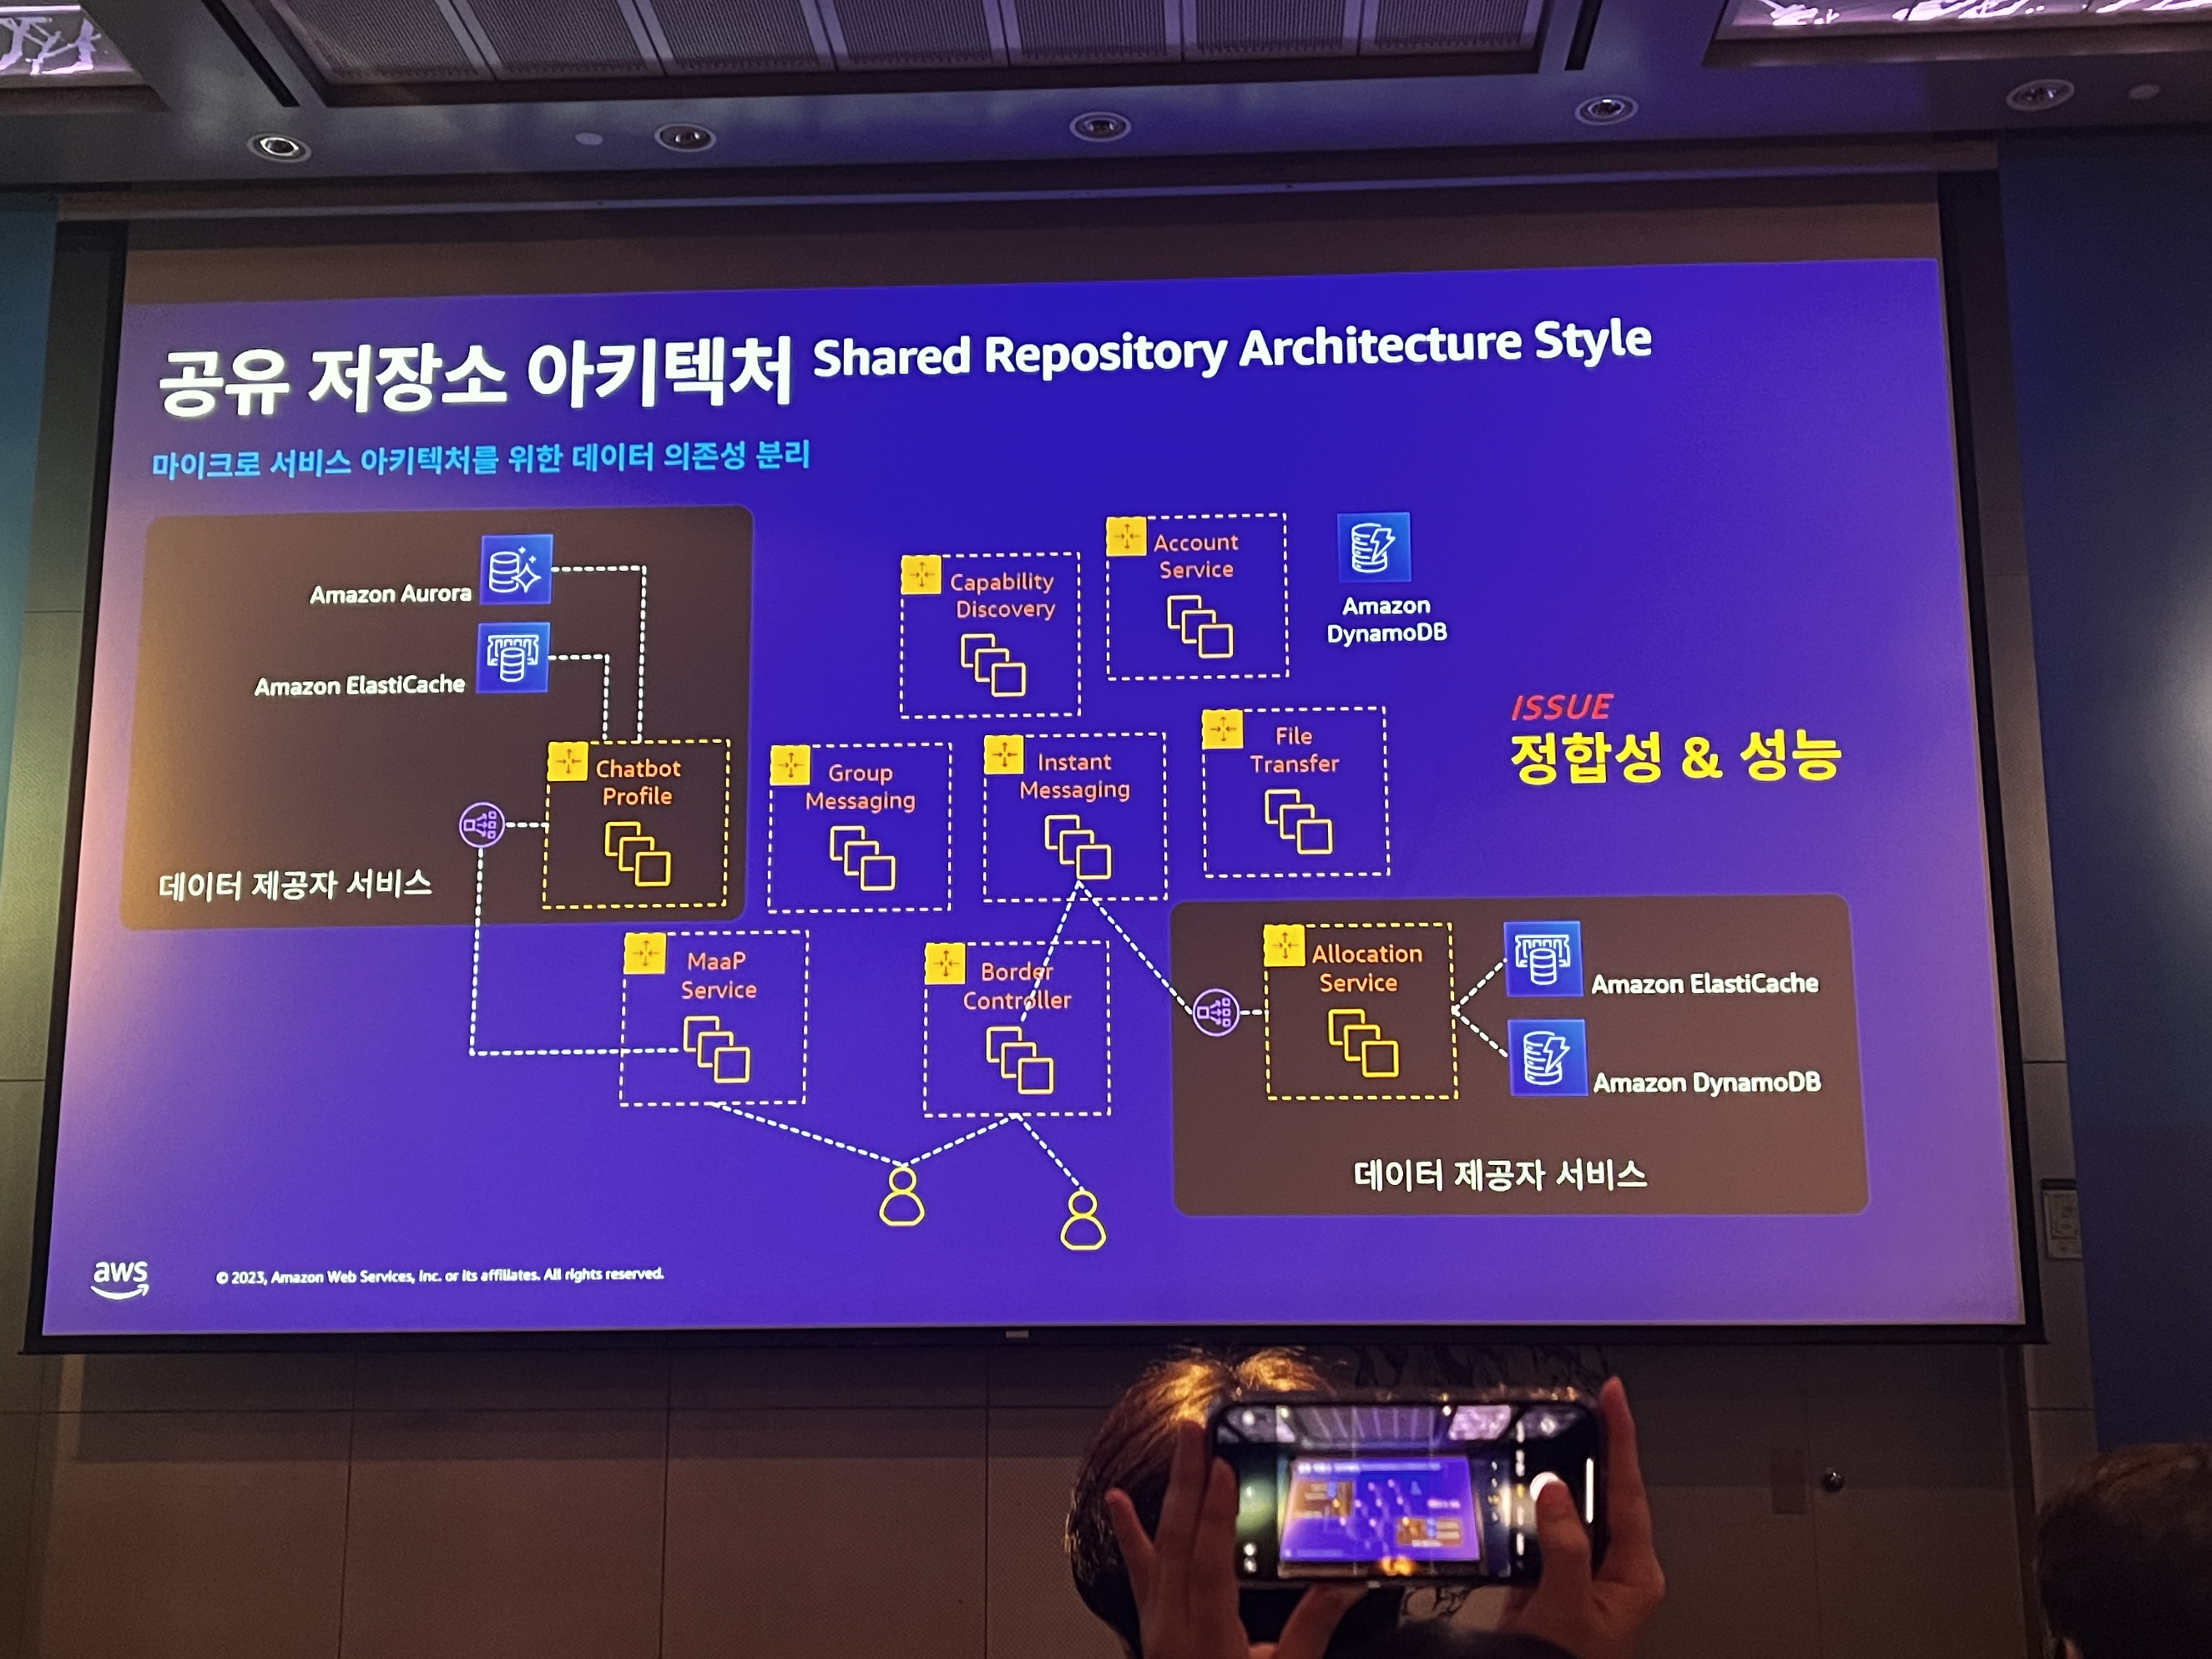 공유 저장소 아키텍처 Shared Repository Architecture Style
마이크로 서비스 아키텍처를 위한 데이터 의존성 분리
Amazon Aurora
Amazon ElastiCache
Chatbot
Profile
데이터 제공자 서비스
Capability
Discovery
Account
Service
Amazon
DynamoDB
Group
Messaging
Instant
Messaging
File
Transfer
ISSUE
정합성 & 성능
MaaP
Service
Border
Controller
Allocation
Service
Amazon ElastiCache
Amazon DynamoDB
데이터 제공자 서비스
aws
© 2023, Amazon Web Services, Inc. or its affiliates. All rights reserved.